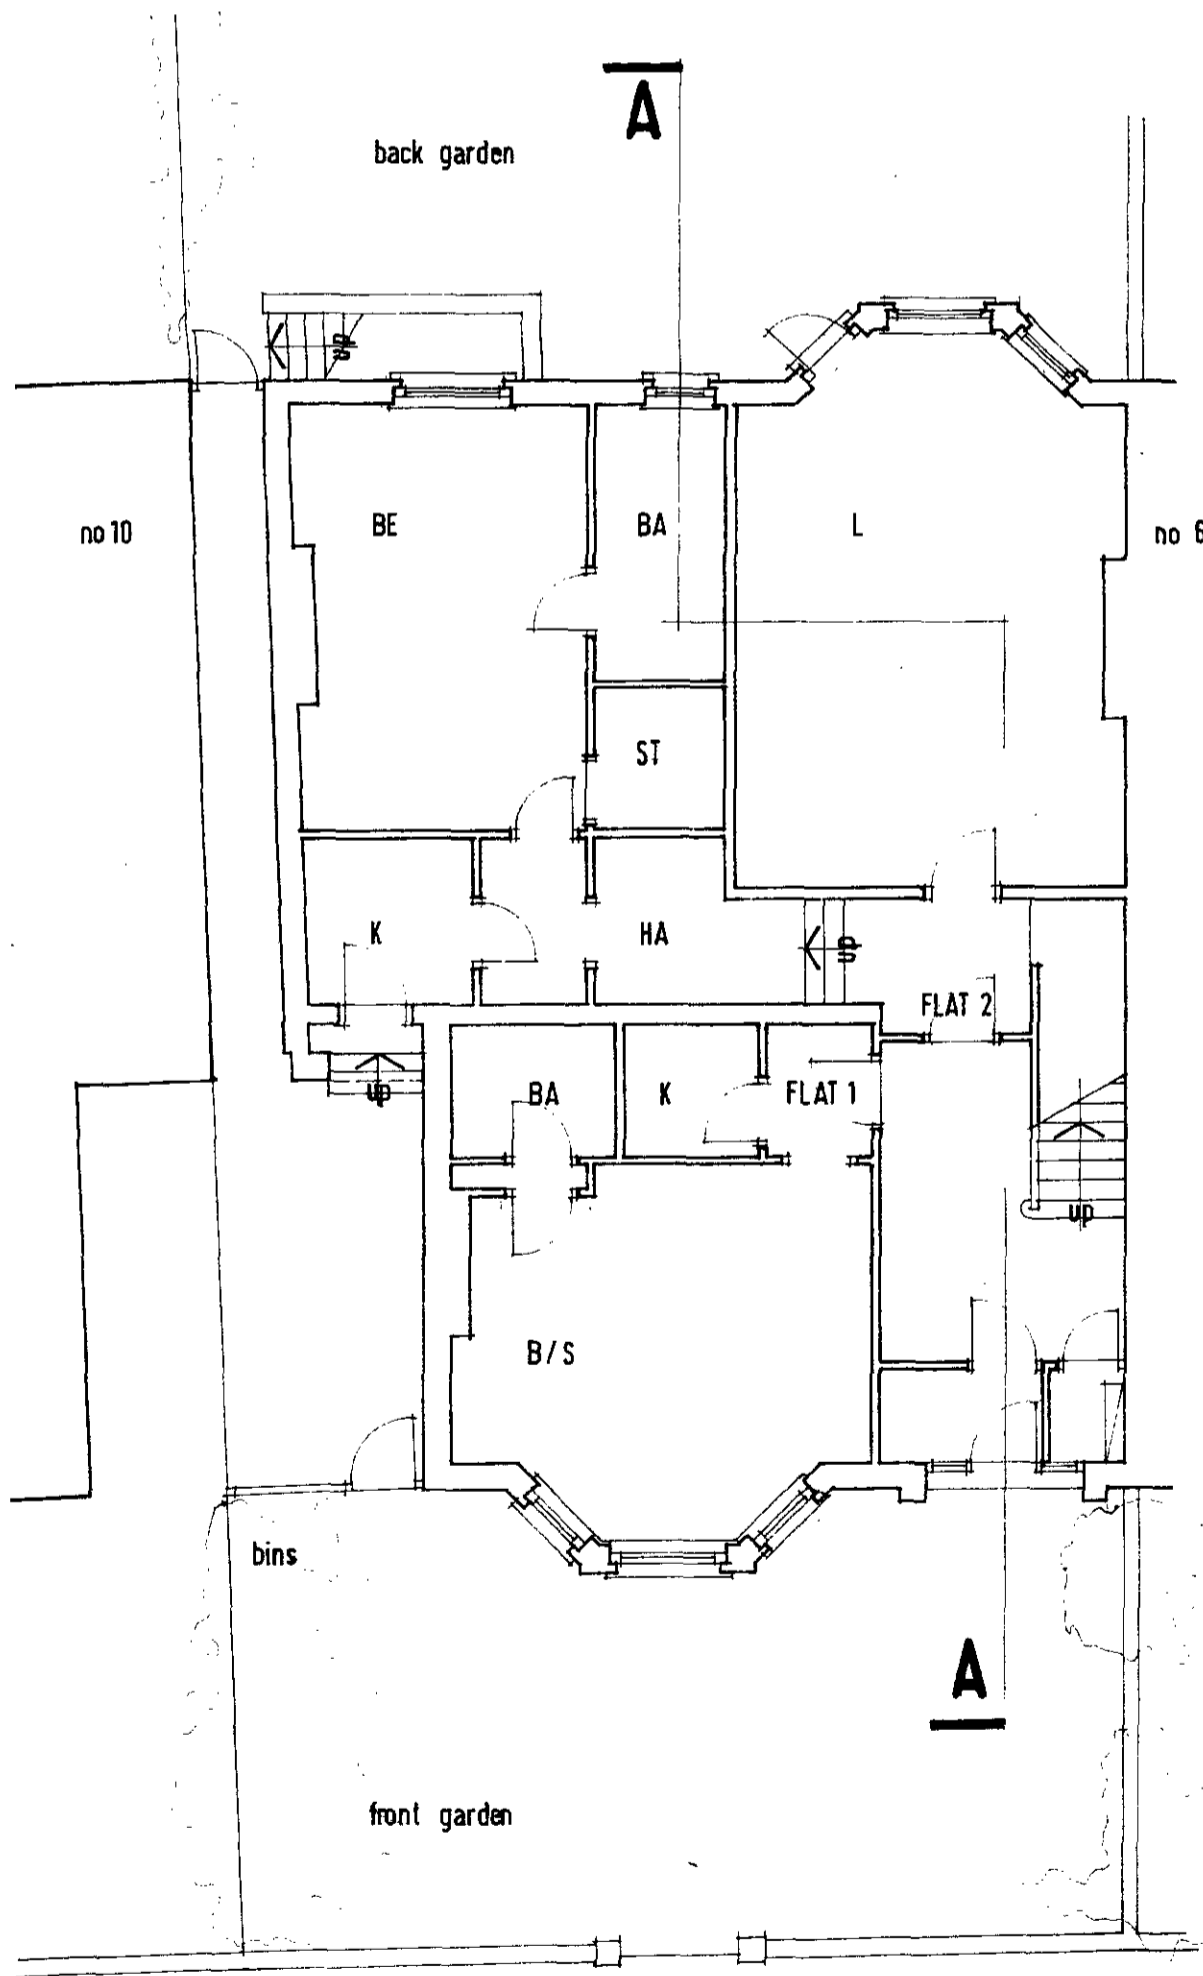 A
back garden
up
no 10
BE
BA
L
no 6
ST
K
HA
up
FLAT 2
up
BA
K
FLAT 1
up
B/S
bins
A
front garden